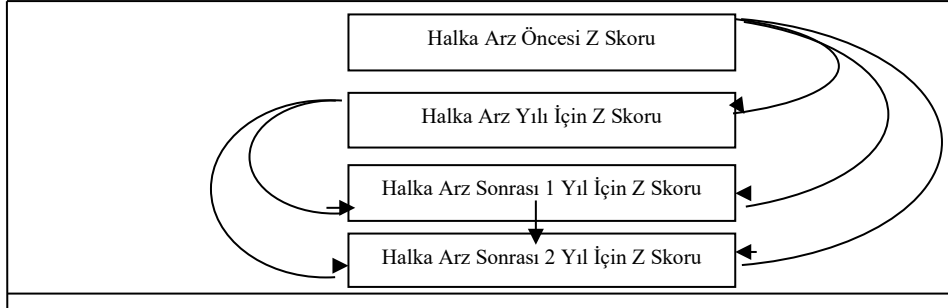 Halka Arz Öncesi Z Skoru
Halka Arz Yılı İçin Z Skoru
Halka Arz Sonrası 1 Yıl İçin Z Skoru
Halka Arz Sonrası 2 Yıl İçin Z Skoru